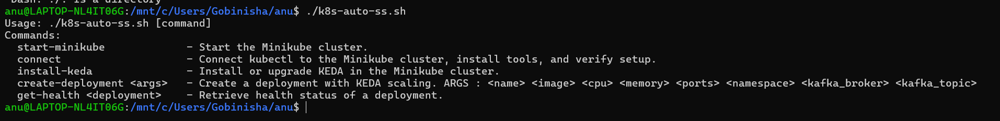 anu@LAPTOP-NL4IT06G:/mnt/c/Users/Gobinisha/anu$ ./k8s-auto-ss.sh
Usage: ./k8s-auto-ss.sh [command]
Commands:
  start-minikube             - Start the Minikube cluster.
  connect                    - Connect kubectl to the Minikube cluster, install tools, and verify setup.
  install-keda               - Install or upgrade KEDA in the Minikube cluster.
  create-deployment <args>   - Create a deployment with KEDA scaling. ARGS : <name> <image> <cpu> <memory> <ports> <namespace> <kafka_broker> <kafka_topic>
  get-health <deployment>    - Retrieve health status of a deployment.
anu@LAPTOP-NL4IT06G:/mnt/c/Users/Gobinisha/anu$